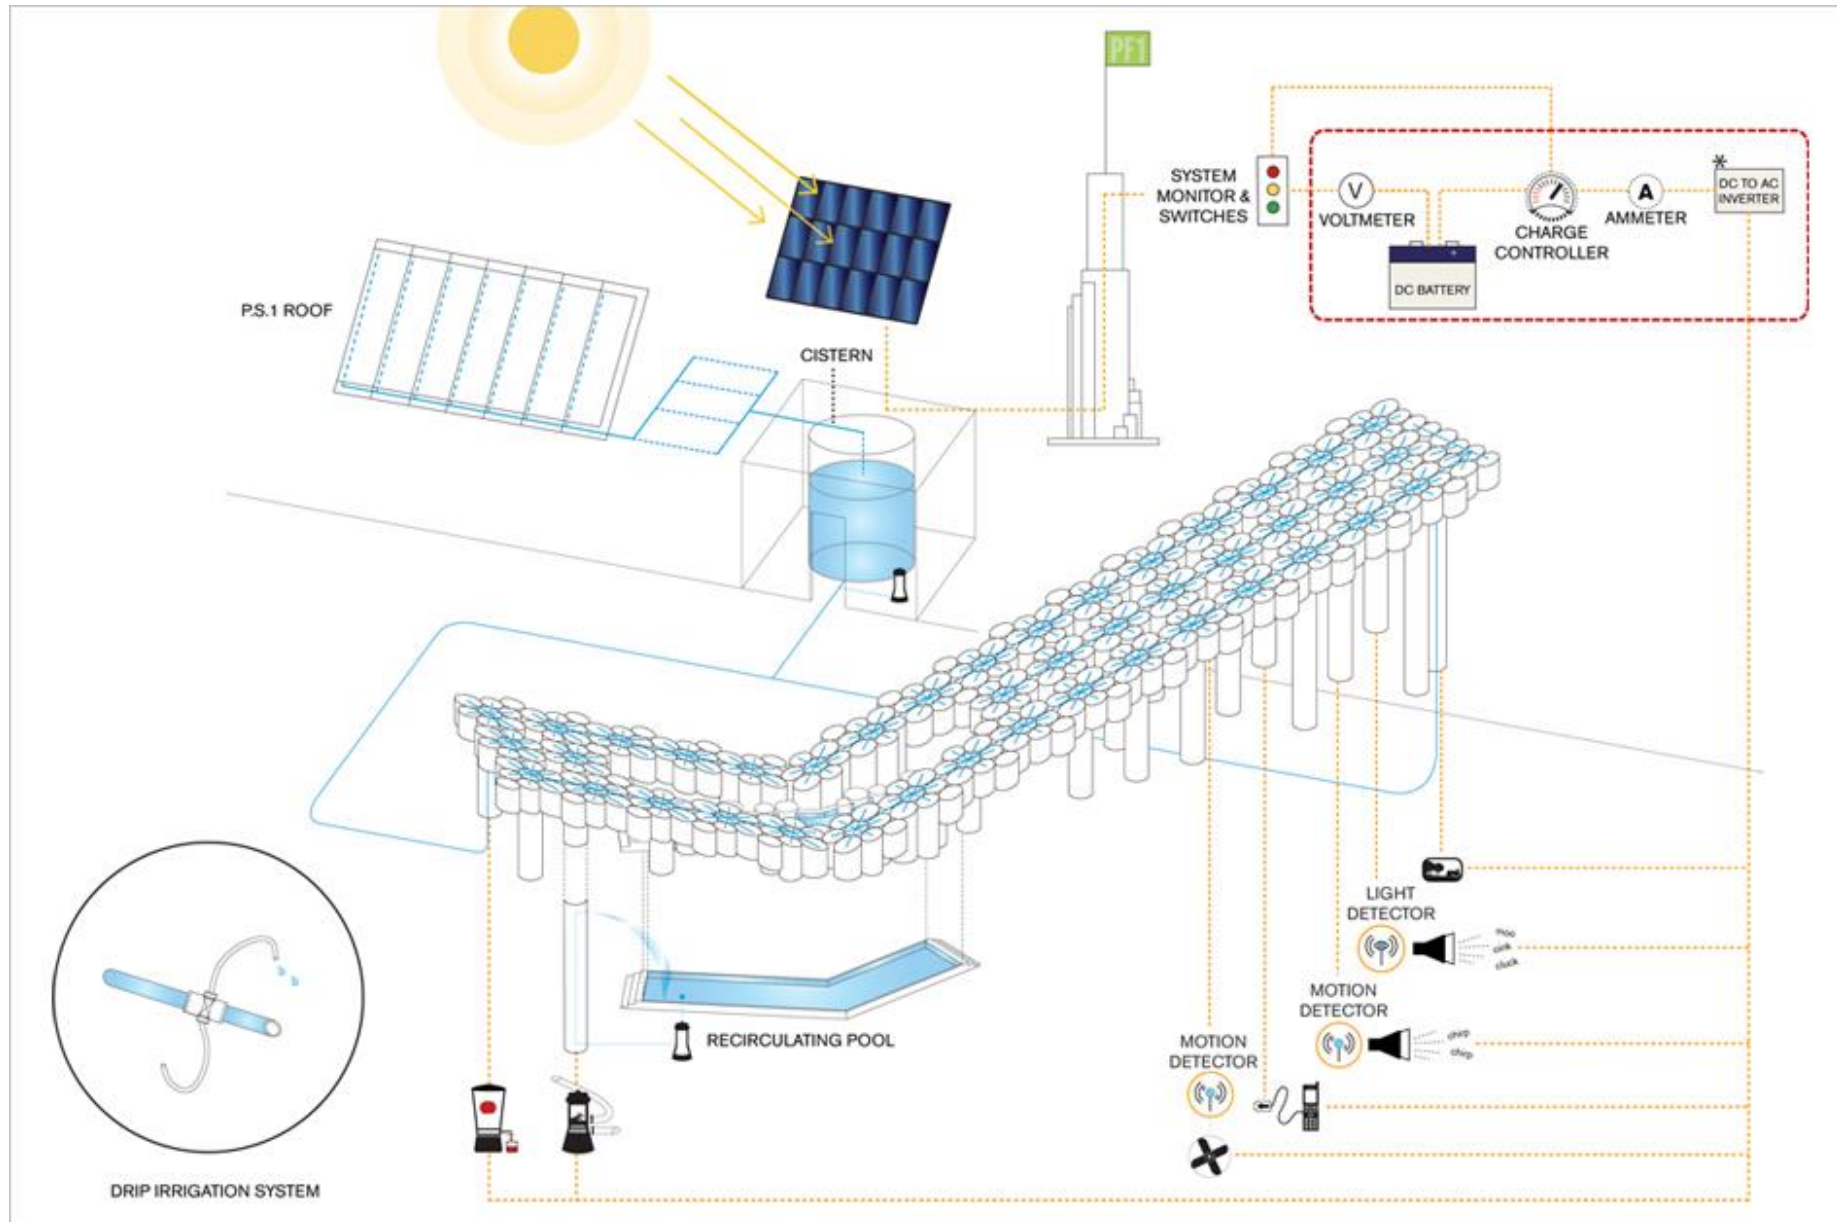 PF1
SYSTEM
MONITOR &
SWITCHES
V
VOLTMETER
DC BATTERY
CHARGE
CONTROLLER
A
AMMETER
*
DC TO AC
INVERTER
P.S.1 ROOF
CISTERN
LIGHT
DETECTOR
moo
oink
cluck
MOTION
DETECTOR
chirp
chirp
MOTION
DETECTOR
RECIRCULATING POOL
DRIP IRRIGATION SYSTEM